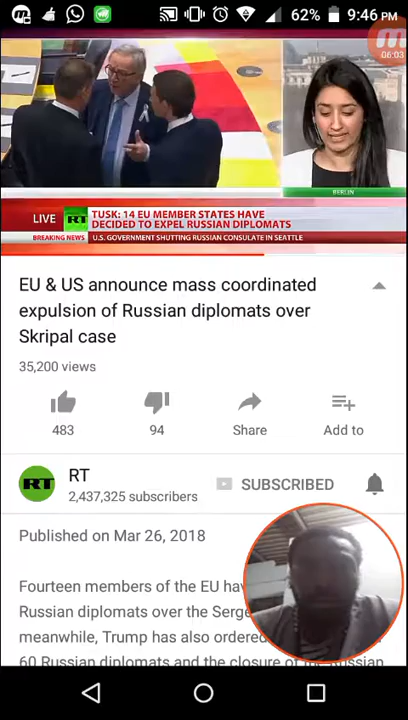 62% 9:46 PM
06:03
BERLIN
LIVE RT TUSK: 14 EU MEMBER STATES HAVE
DECIDED TO EXPEL RUSSIAN DIPLOMATS
BREAKING NEWS U.S. GOVERNMENT SHUTTING RUSSIAN CONSULATE IN SEATTLE
EU & US announce mass coordinated
expulsion of Russian diplomats over
Skripal case
35,200 views
483 94 Share Add to
RT RT
2,437,325 subscribers
SUBSCRIBED
Published on Mar 26, 2018
Fourteen members of the EU
Russian diplomats over the
meanwhile, Trump has also ordered
60 Russian diplomats and the closure of the Russian